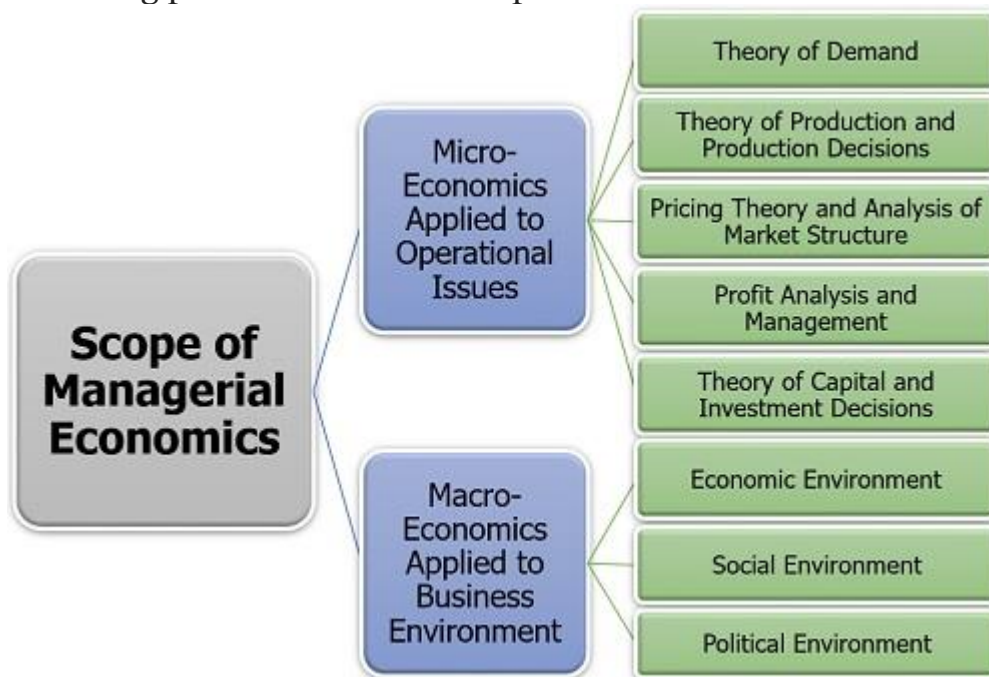 Scope of
Managerial
Economics
Micro-
Economics
Applied to
Operational
Issues
Theory of Demand
Theory of Production and
Production Decisions
Pricing Theory and Analysis of
Market Structure
Profit Analysis and
Management
Theory of Capital and
Investment Decisions
Macro-
Economics
Applied to
Business
Environment
Economic Environment
Social Environment
Political Environment